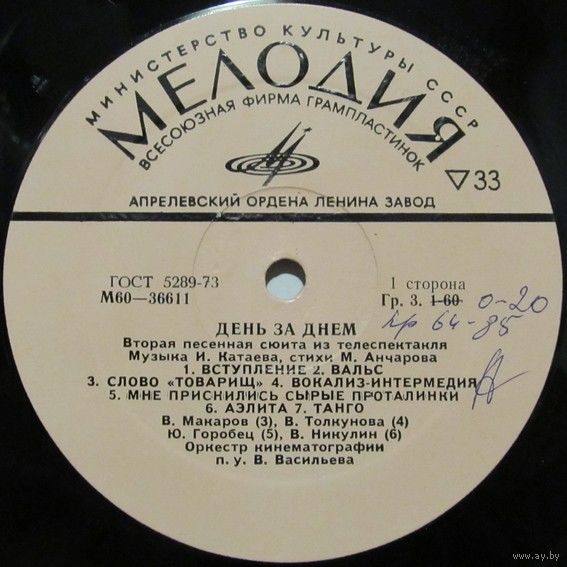 МИНИСТЕРСТВО КУЛЬТУРЫ СССР
МЕЛОДИЯ
ВСЕСОЮЗНАЯ ФИРМА ГРАМПЛАСТИНОК
▽33
АПРЕЛЕВСКИЙ ОРДЕНА ЛЕНИНА ЗАВОД
ГОСТ 5289-73
М60—36611
1 сторона
Гр. 3. 1-60 0-20
пр 64-85
ДЕНЬ ЗА ДНЕМ
Вторая песенная сюита из телеспектакля
Музыка И. Катаева, стихи М. Анчарова
1. ВСТУПЛЕНИЕ 2. ВАЛЬС
3. СЛОВО «ТОВАРИЩ» 4. ВОКАЛИЗ-ИНТЕРМЕДИЯ
5. МНЕ ПРИСНИЛИСЬ СЫРЫЕ ПРОТАЛИНКИ
6. АЭЛИТА 7. ТАНГО
В. Макаров (3), В. Толкунова (4)
Ю. Горобец (5), В. Никулин (6)
Оркестр кинематографии
п. у. В. Васильева
www.ay.by